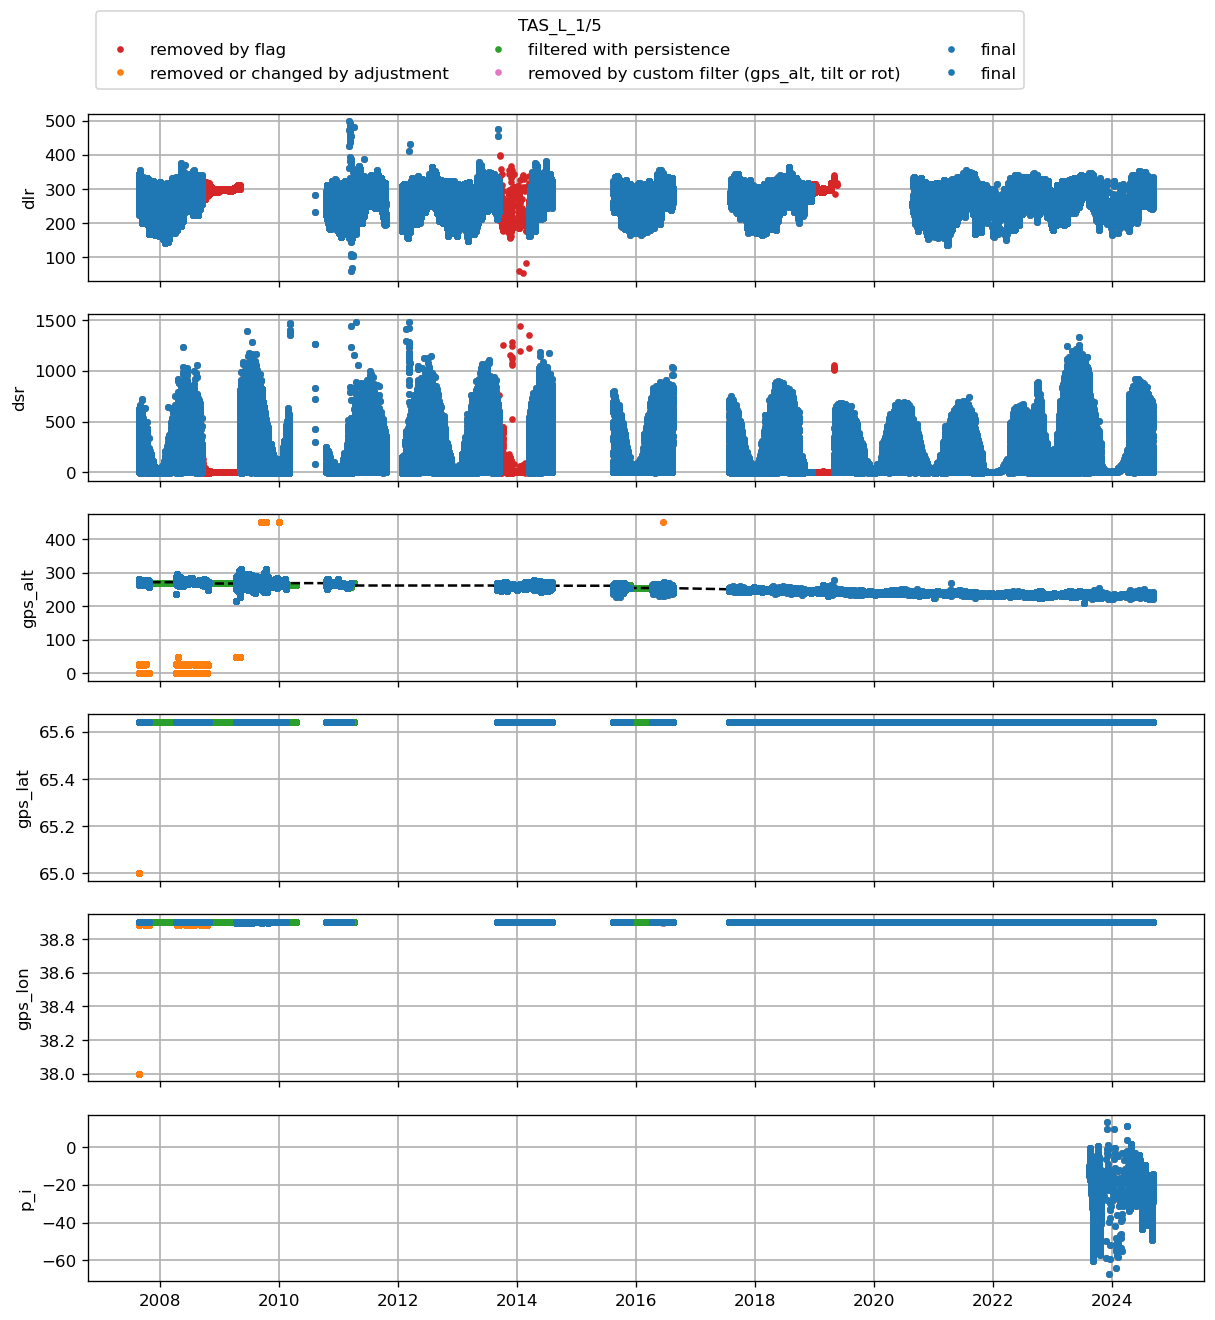 TAS_L_1/5
removed by flag
filtered with persistence
final
removed or changed by adjustment
removed by custom filter (gps_alt, tilt or rot)
final
500
400
300
200
100
dlr
1500
1000
500
0
dsr
400
300
200
100
0
gps_alt
65.6
65.4
65.2
65.0
gps_lat
38.8
38.6
38.4
38.2
38.0
gps_lon
0
−20
−40
−60
p_i
2008
2010
2012
2014
2016
2018
2020
2022
2024